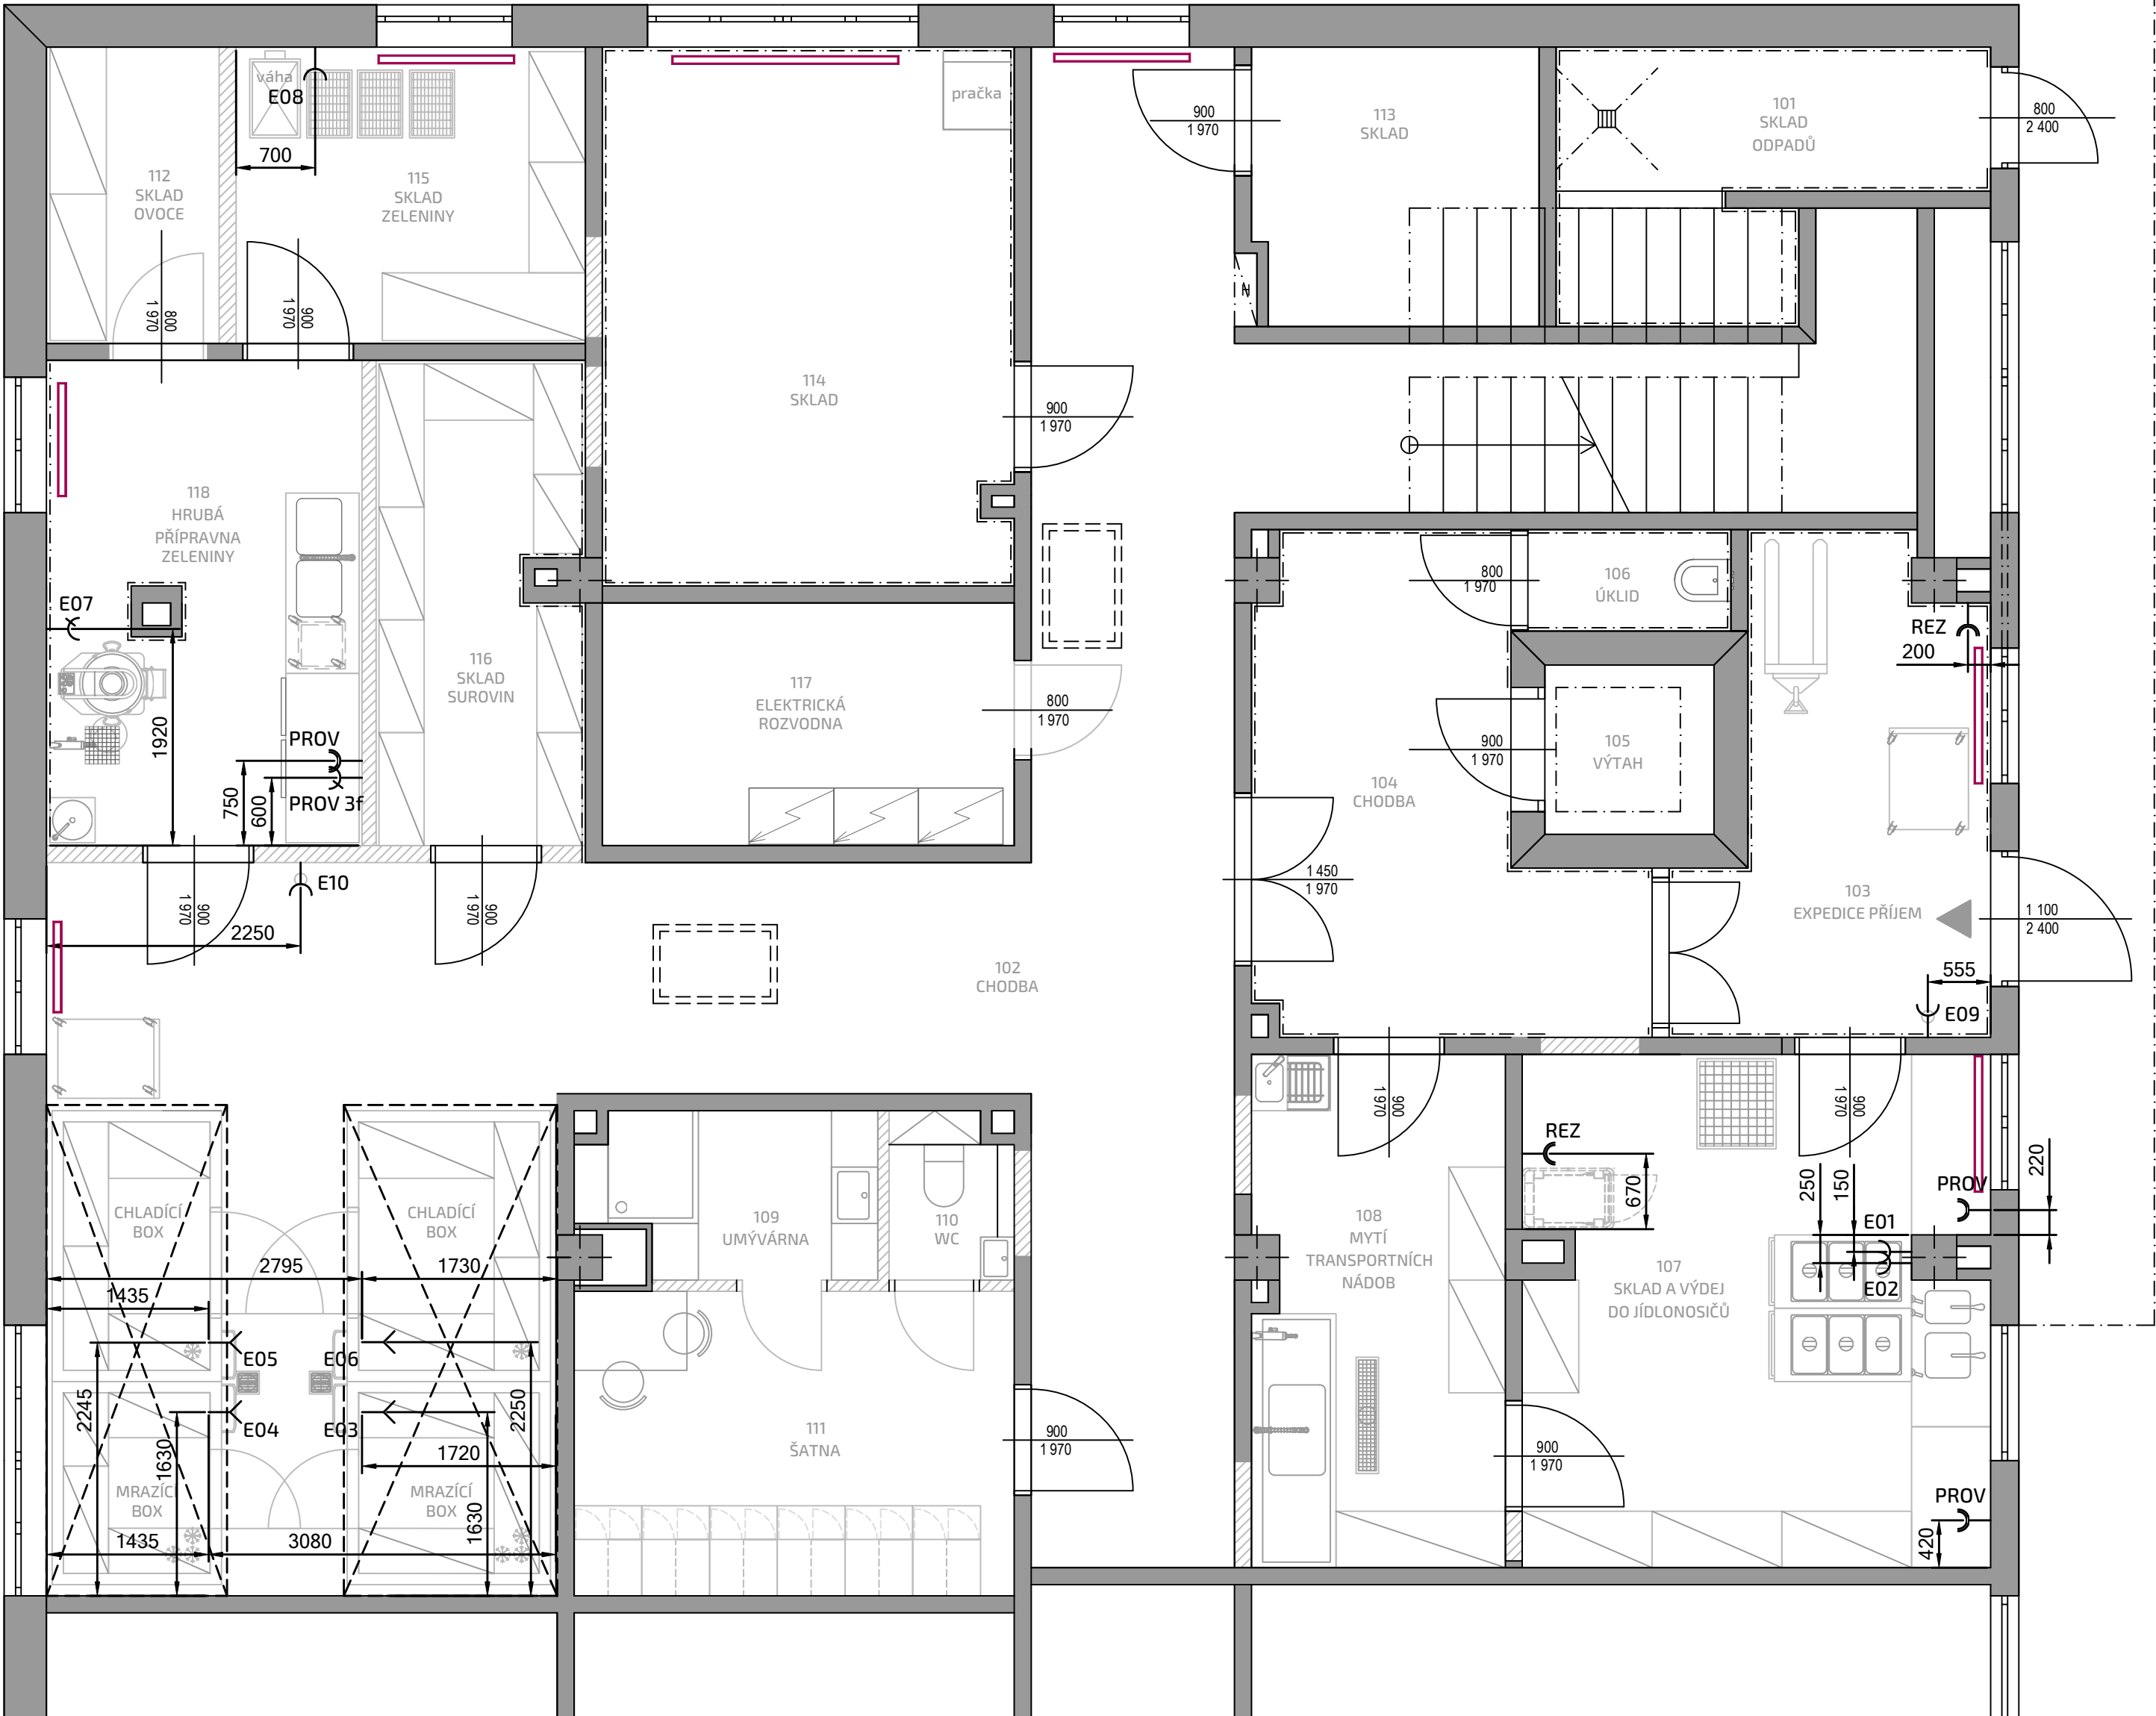 váha
E08
700
112
SKLAD
OVOCE
115
SKLAD
ZELENINY
800
1 970
900
1 970
pračka
114
SKLAD
900
1 970
113
SKLAD
900
1 970
101
SKLAD
ODPADŮ
800
2 400
N
118
HRUBÁ
PŘÍPRAVNA
ZELENINY
E07
1920
PROV
PROV 3f
750
600
116
SKLAD
SUROVIN
117
ELEKTRICKÁ
ROZVODNA
900
1 970
800
1 970
800
1 970
106
ÚKLID
REZ
200
900
1 970
105
VÝTAH
104
CHODBA
1 450
1 970
103
EXPEDICE PŘÍJEM
1 100
2 400
555
E09
E10
900
1 970
900
1 970
2250
102
CHODBA
900
1 970
900
1 970
CHLADÍCÍ
BOX
CHLADÍCÍ
BOX
2795
1730
1435
E05
E06
E04
E03
2245
1630
2250
1720
1630
MRAZÍCÍ
BOX
MRAZÍCÍ
BOX
1435
3080
109
UMÝVÁRNA
110
WC
111
ŠATNA
900
1 970
108
MYTÍ
TRANSPORTNÍCH
NÁDOB
REZ
670
107
SKLAD A VÝDEJ
DO JÍDLONOSIČŮ
250
150
E01
E02
PROV
220
900
1 970
PROV
420